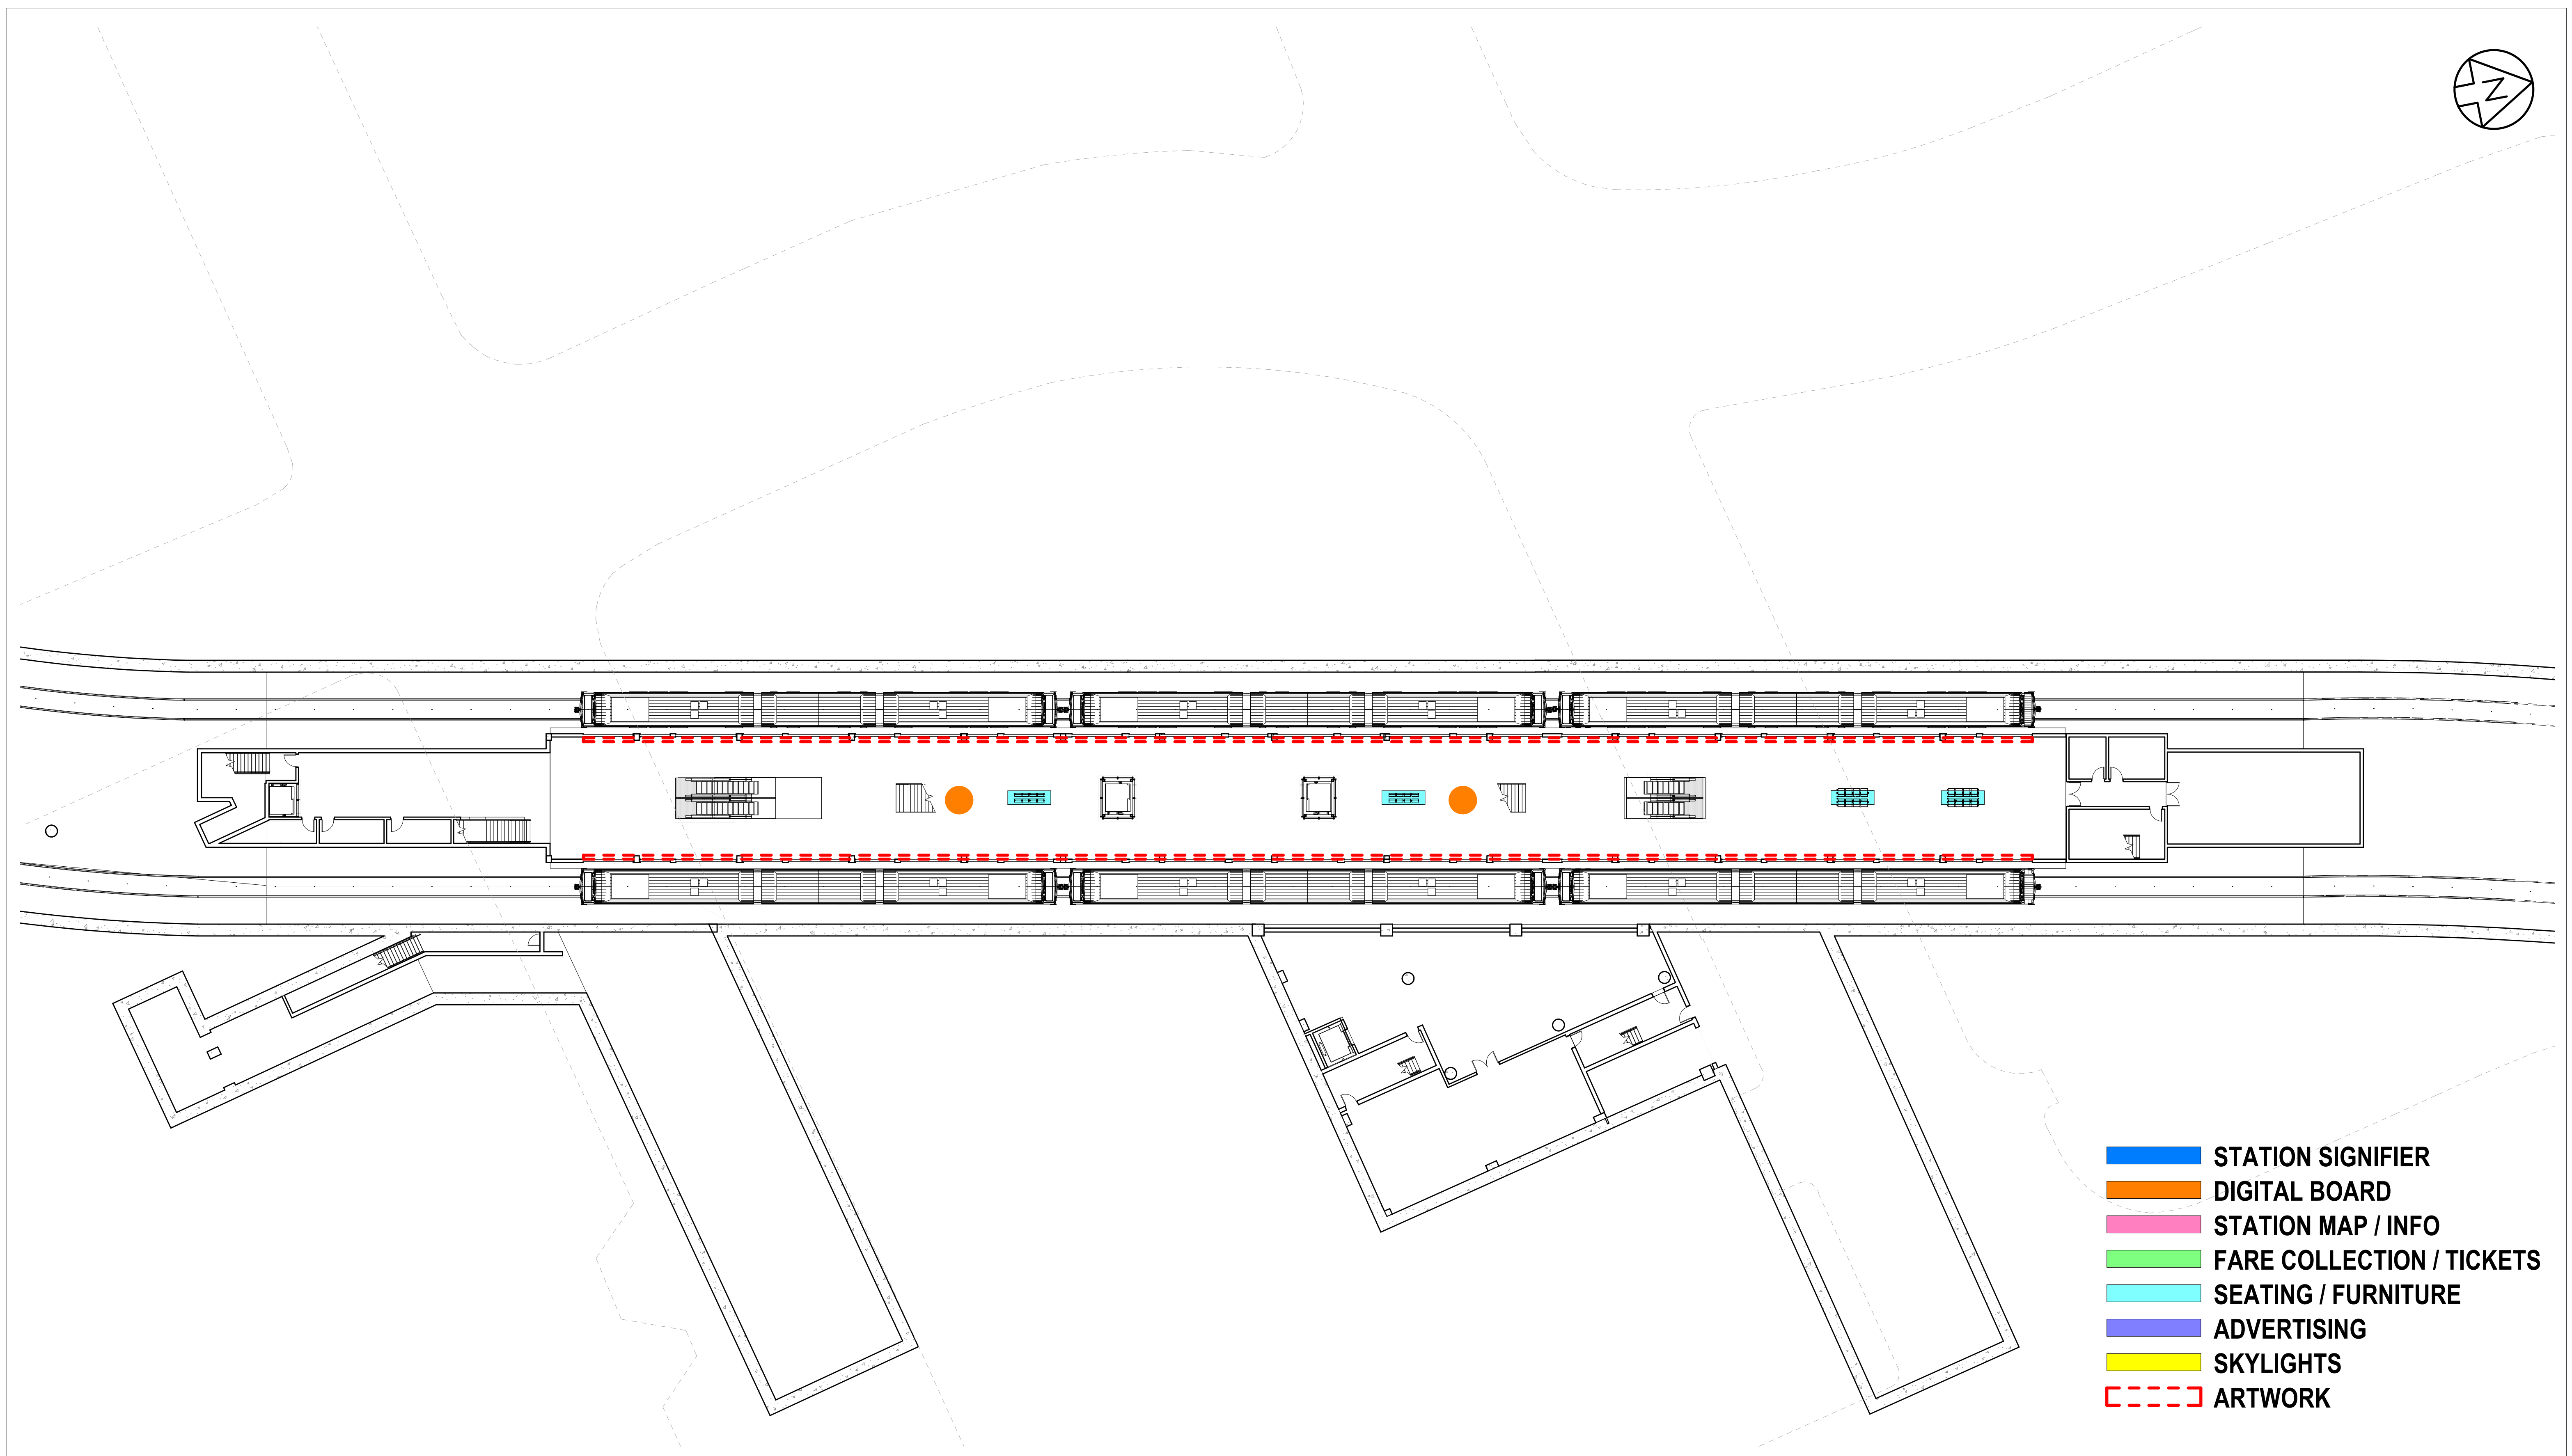 N
STATION SIGNIFIER
DIGITAL BOARD
STATION MAP / INFO
FARE COLLECTION / TICKETS
SEATING / FURNITURE
ADVERTISING
SKYLIGHTS
ARTWORK